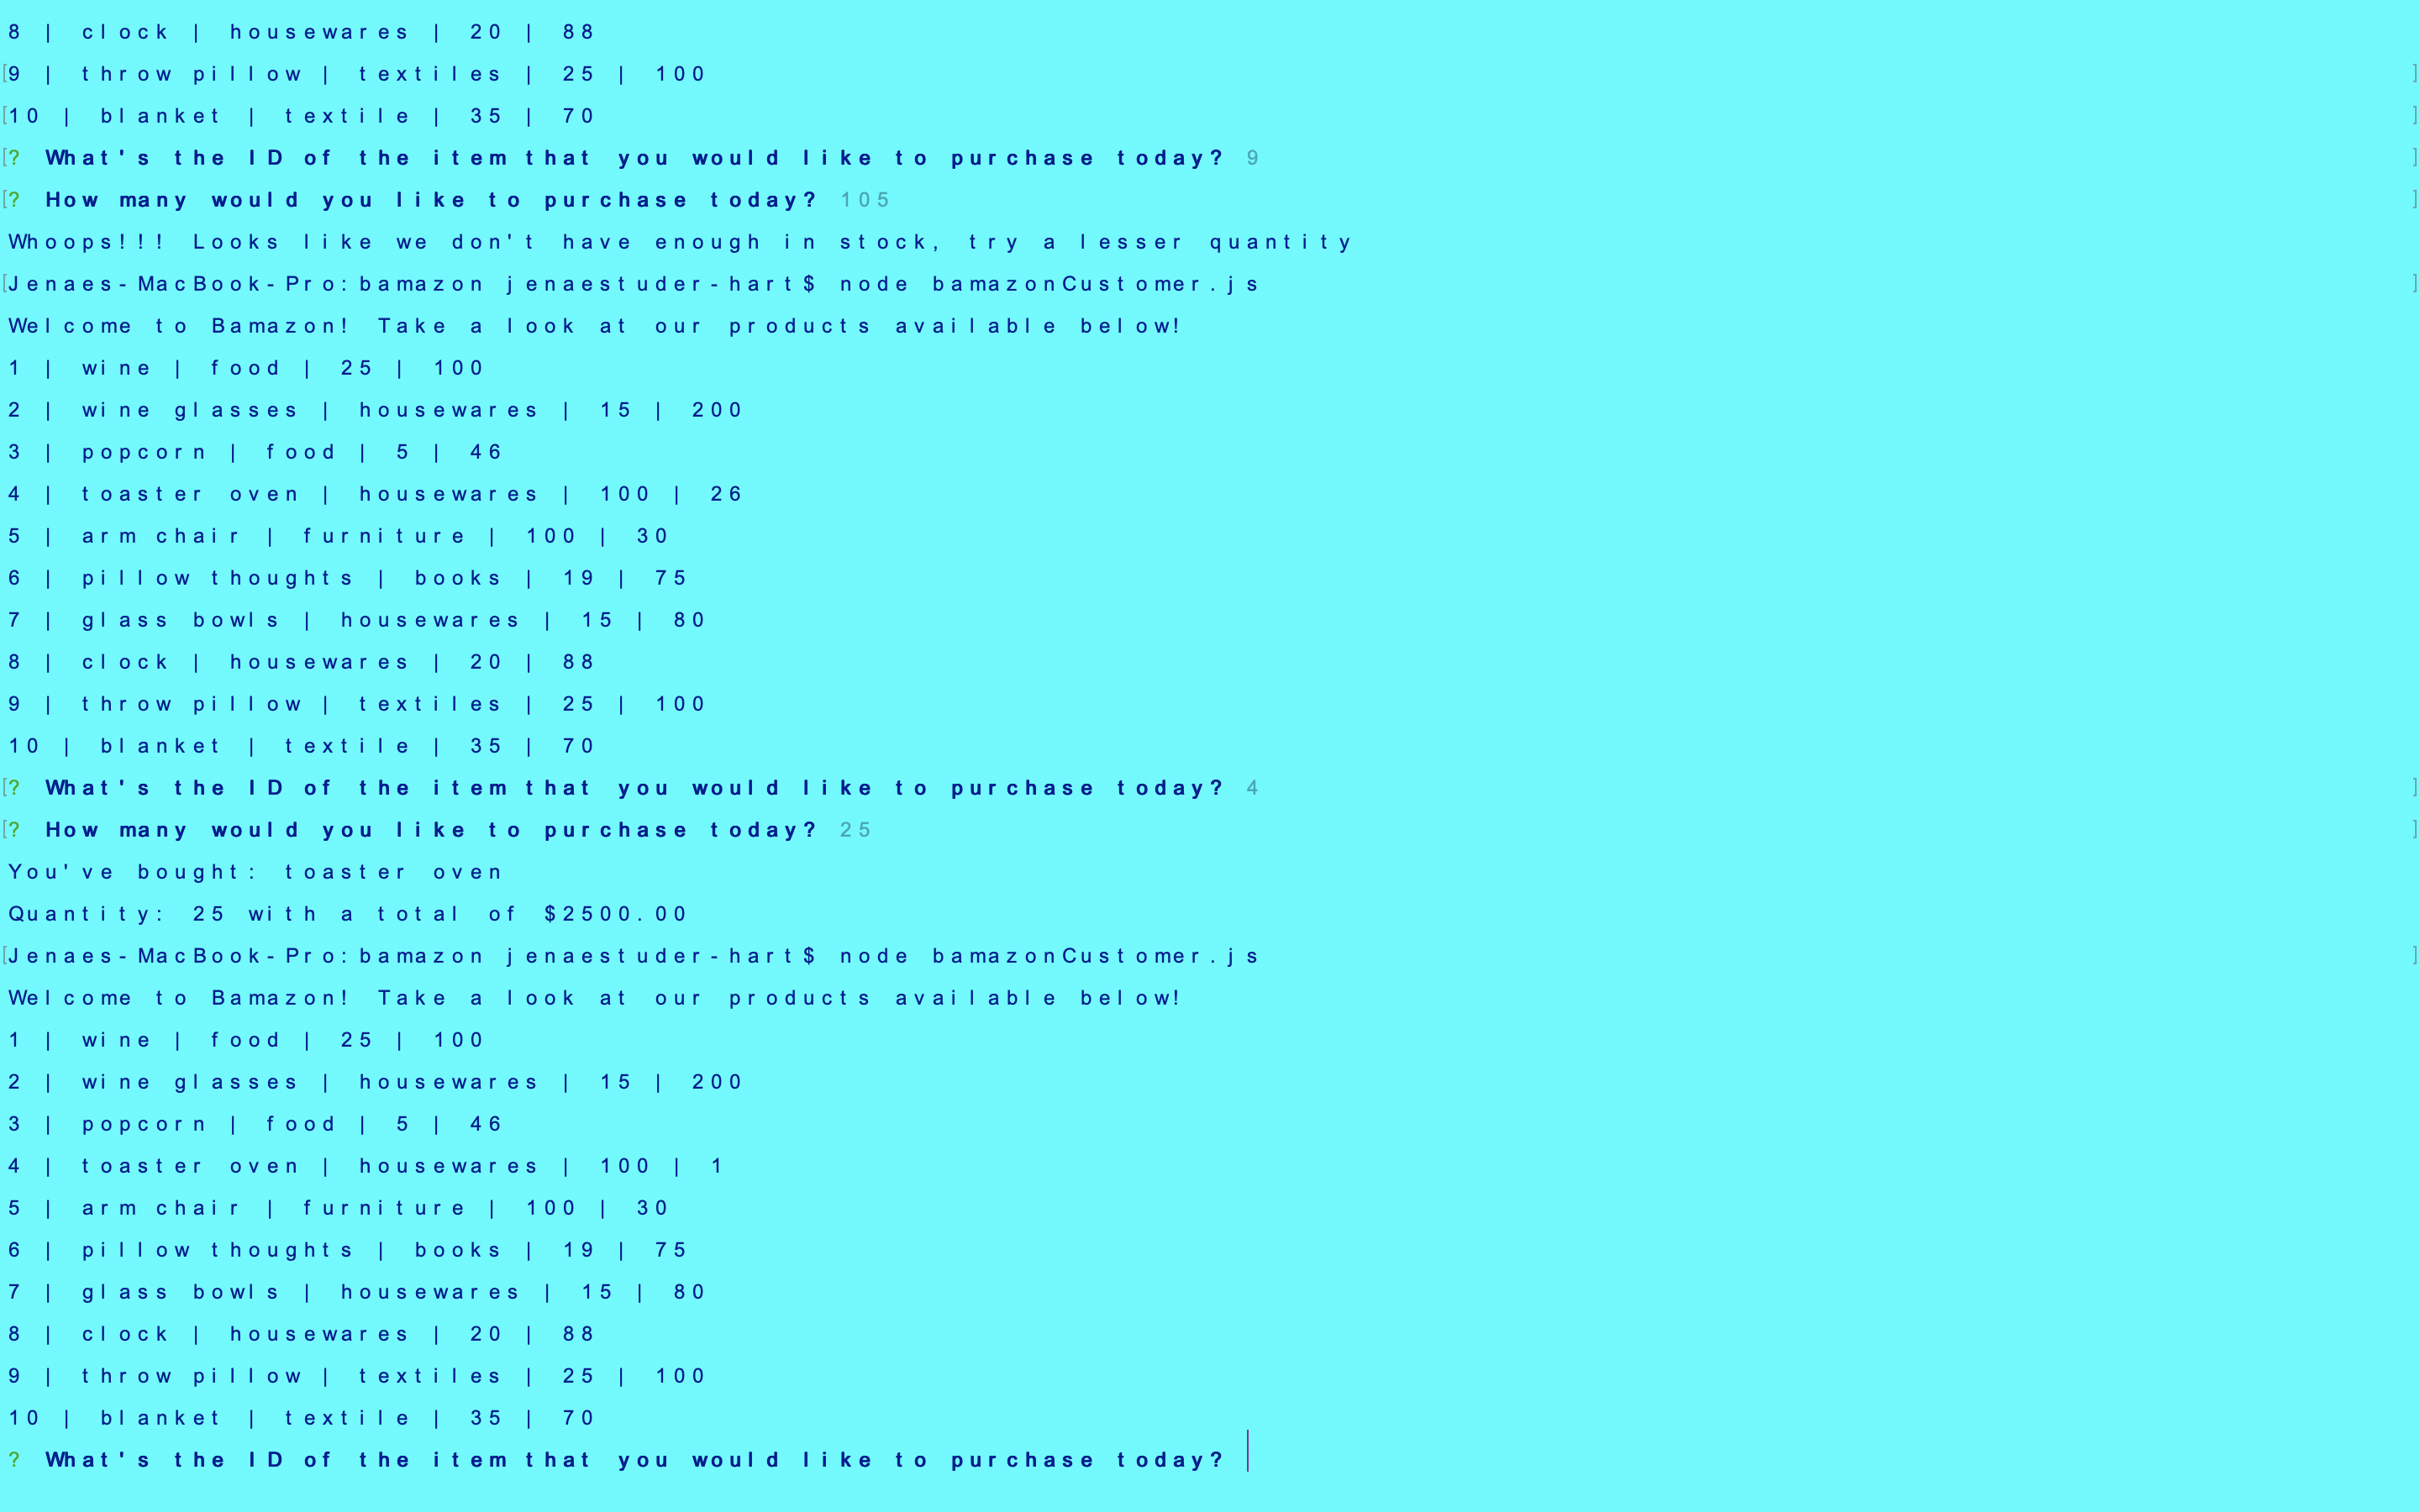 8 | clock | housewares | 20 | 88
[9 | throw pillow | textiles | 25 | 100 ]
[10 | blanket | textile | 35 | 70 ]
[? What's the ID of the item that you would like to purchase today? 9 ]
[? How many would you like to purchase today? 105 ]
Whoops!!! Looks like we don't have enough in stock, try a lesser quantity
[Jenaes-MacBook-Pro:bamazon jenaestuder-hart$ node bamazonCustomer.js ]
Welcome to Bamazon! Take a look at our products available below!
1 | wine | food | 25 | 100
2 | wine glasses | housewares | 15 | 200
3 | popcorn | food | 5 | 46
4 | toaster oven | housewares | 100 | 26
5 | arm chair | furniture | 100 | 30
6 | pillow thoughts | books | 19 | 75
7 | glass bowls | housewares | 15 | 80
8 | clock | housewares | 20 | 88
9 | throw pillow | textiles | 25 | 100
10 | blanket | textile | 35 | 70
[? What's the ID of the item that you would like to purchase today? 4 ]
[? How many would you like to purchase today? 25 ]
You've bought: toaster oven
Quantity: 25 with a total of $2500.00
[Jenaes-MacBook-Pro:bamazon jenaestuder-hart$ node bamazonCustomer.js ]
Welcome to Bamazon! Take a look at our products available below!
1 | wine | food | 25 | 100
2 | wine glasses | housewares | 15 | 200
3 | popcorn | food | 5 | 46
4 | toaster oven | housewares | 100 | 1
5 | arm chair | furniture | 100 | 30
6 | pillow thoughts | books | 19 | 75
7 | glass bowls | housewares | 15 | 80
8 | clock | housewares | 20 | 88
9 | throw pillow | textiles | 25 | 100
10 | blanket | textile | 35 | 70
? What's the ID of the item that you would like to purchase today?